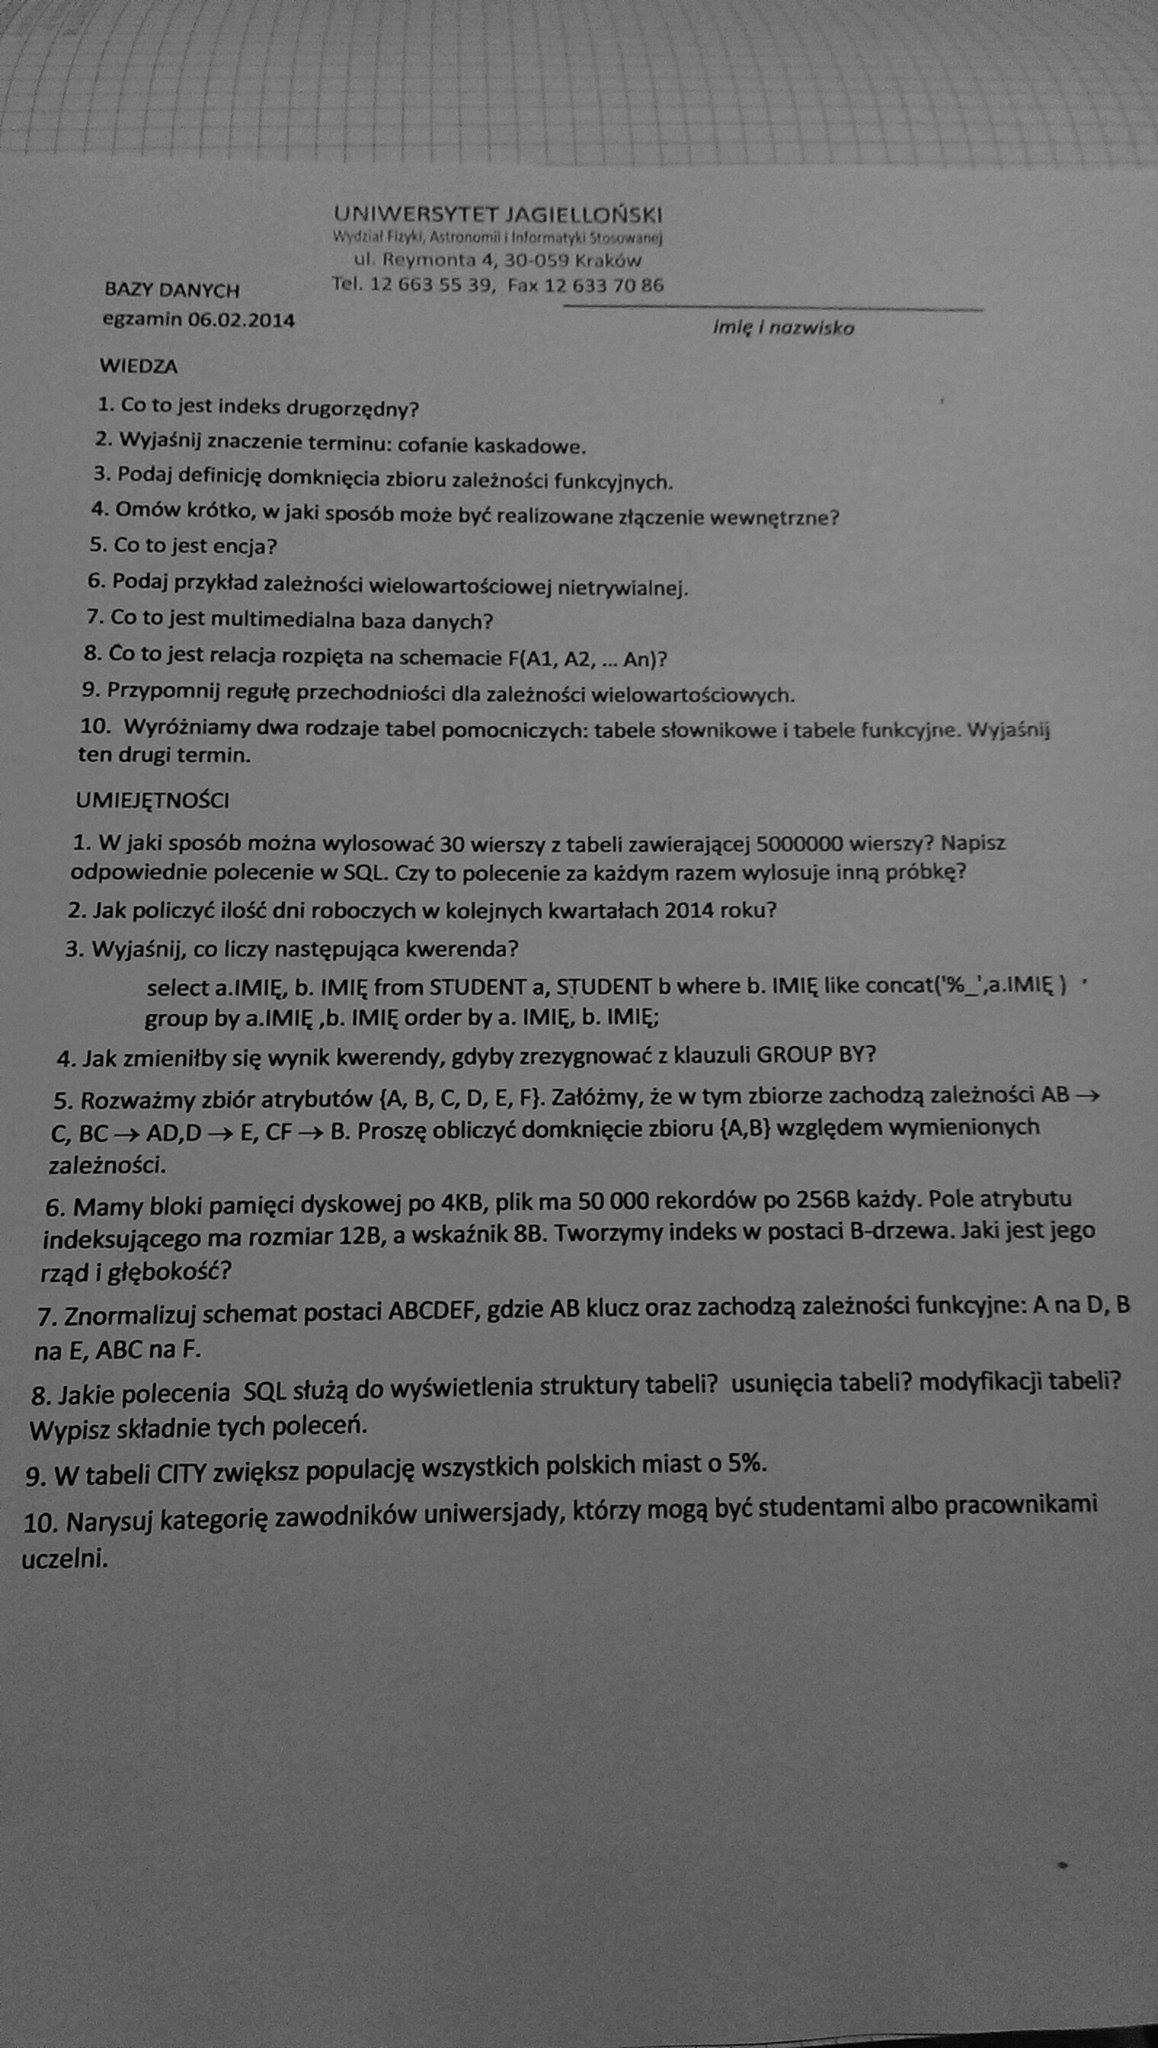 UNIWERSYTET JAGIELLOŃSKI
Wydział Fizyki, Astronomii i Informatyki Stosowanej
ul. Reymonta 4, 30-059 Kraków
Tel. 12 663 55 39, Fax 12 633 70 86
BAZY DANYCH
egzamin 06.02.2014
imię i nazwisko
WIEDZA
1. Co to jest indeks drugorzędny?
2. Wyjaśnij znaczenie terminu: cofanie kaskadowe.
3. Podaj definicję domknięcia zbioru zależności funkcyjnych.
4. Omów krótko, w jaki sposób może być realizowane złączenie wewnętrzne?
5. Co to jest encja?
6. Podaj przykład zależności wielowartościowej nietrywialnej.
7. Co to jest multimedialna baza danych?
8. Co to jest relacja rozpięta na schemacie F(A1, A2, ... An)?
9. Przypomnij regułę przechodniości dla zależności wielowartościowych.
10. Wyróżniamy dwa rodzaje tabel pomocniczych: tabele słownikowe i tabele funkcyjne. Wyjaśnij
ten drugi termin.
UMIEJĘTNOŚCI
1. W jaki sposób można wylosować 30 wierszy z tabeli zawierającej 5000000 wierszy? Napisz
odpowiednie polecenie w SQL. Czy to polecenie za każdym razem wylosuje inną próbkę?
2. Jak policzyć ilość dni roboczych w kolejnych kwartałach 2014 roku?
3. Wyjaśnij, co liczy następująca kwerenda?
select a.IMIĘ, b. IMIĘ from STUDENT a, STUDENT b where b. IMIĘ like concat('%_',a.IMIĘ )
group by a.IMIĘ ,b. IMIĘ order by a. IMIĘ, b. IMIĘ;
4. Jak zmieniłby się wynik kwerendy, gdyby zrezygnować z klauzuli GROUP BY?
5. Rozważmy zbiór atrybutów {A, B, C, D, E, F}. Załóżmy, że w tym zbiorze zachodzą zależności AB →
C, BC → AD,D → E, CF → B. Proszę obliczyć domknięcie zbioru {A,B} względem wymienionych
zależności.
6. Mamy bloki pamięci dyskowej po 4KB, plik ma 50 000 rekordów po 256B każdy. Pole atrybutu
indeksującego ma rozmiar 12B, a wskaźnik 8B. Tworzymy indeks w postaci B-drzewa. Jaki jest jego
rząd i głębokość?
7. Znormalizuj schemat postaci ABCDEF, gdzie AB klucz oraz zachodzą zależności funkcyjne: A na D, B
na E, ABC na F.
8. Jakie polecenia SQL służą do wyświetlenia struktury tabeli? usunięcia tabeli? modyfikacji tabeli?
Wypisz składnie tych poleceń.
9. W tabeli CITY zwiększ populację wszystkich polskich miast o 5%.
10. Narysuj kategorię zawodników uniwersjady, którzy mogą być studentami albo pracownikami
uczelni.